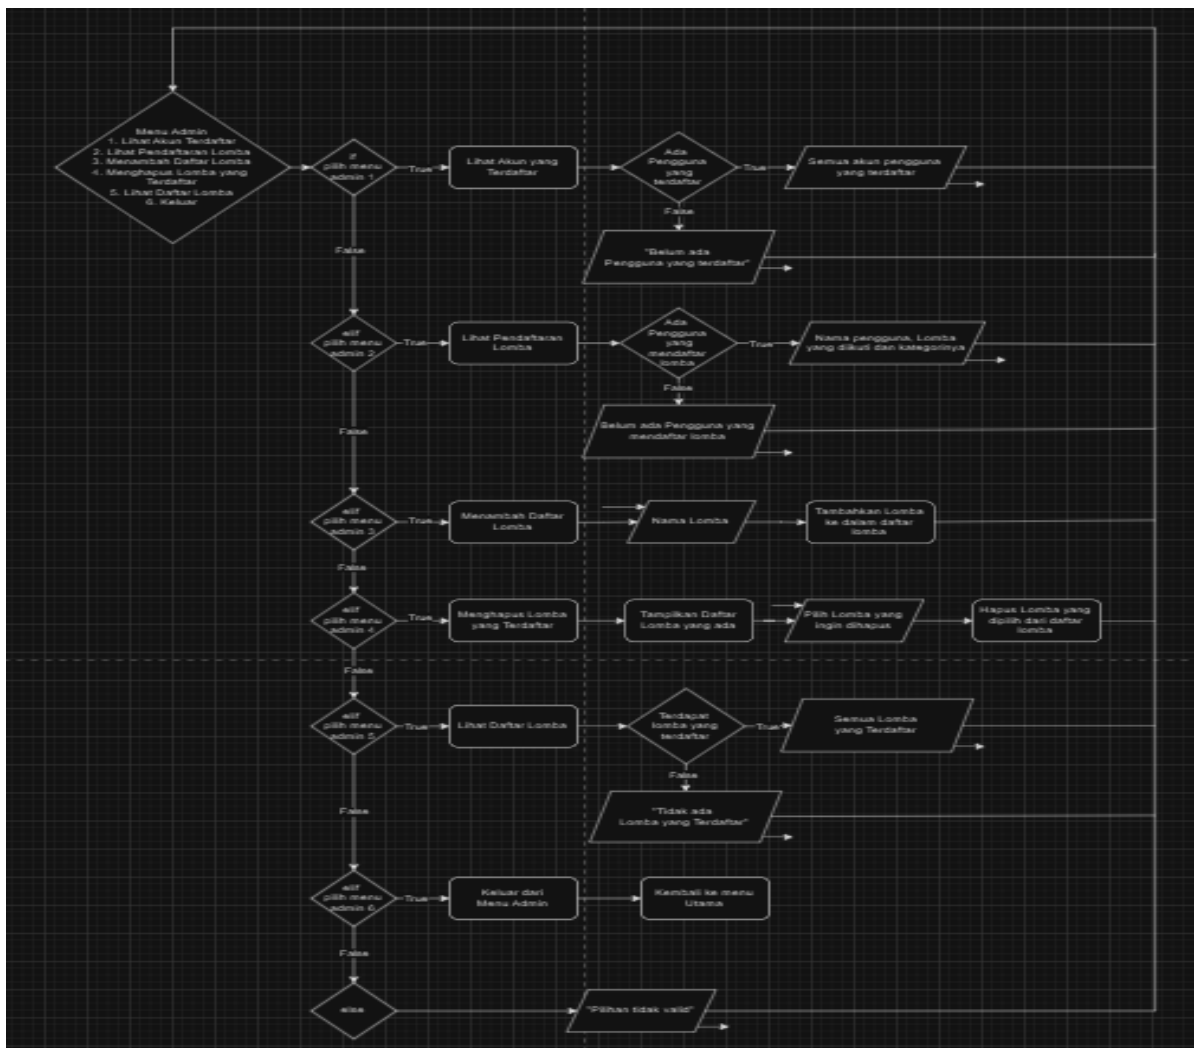 Menu Admin
1. Lihat Akun Terdaftar
2. Lihat Pendaftaran Lomba
3. Menambah Daftar Lomba
4. Menghapus Lomba yang
Terdaftar
5. Lihat Daftar Lomba
6. Keluar
if
pilih menu
admin 1
True
Lihat Akun yang
Terdaftar
Ada
Pengguna
yang
terdaftar
True
Semua akun pengguna
yang terdaftar
False
"Belum ada
Pengguna yang terdaftar"
False
elif
pilih menu
admin 2
True
Lihat Pendaftaran
Lomba
Ada
Pengguna
yang
mendaftar
lomba
True
Nama pengguna, Lomba
yang diikuti dan kategorinya
False
Belum ada Pengguna yang
mendaftar lomba
False
elif
pilih menu
admin 3
True
Menambah Daftar
Lomba
Nama Lomba
Tambahkan Lomba
ke dalam daftar
lomba
False
elif
pilih menu
admin 4
True
Menghapus Lomba
yang Terdaftar
Tampilkan Daftar
Lomba yang ada
Pilih Lomba yang
ingin dihapus
Hapus Lomba yang
dipilih dari daftar
lomba
False
elif
pilih menu
admin 5
True
Lihat Daftar Lomba
Terdapat
lomba yang
terdaftar
True
Semua Lomba
yang Terdaftar
False
"Tidak ada
Lomba yang Terdaftar"
False
elif
pilih menu
admin 6
True
Keluar dari
Menu Admin
Kembali ke menu
Utama
False
else
"Pilihan tidak valid"